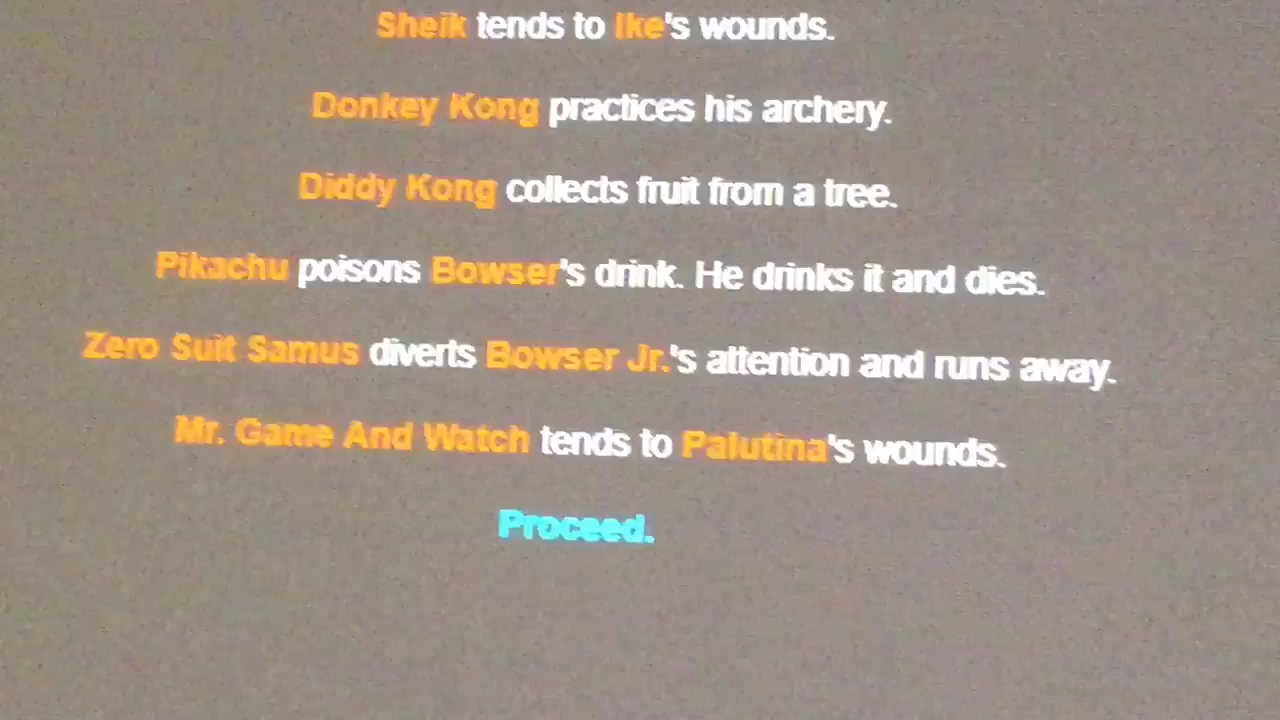 Sheik tends to Ike's wounds.
Donkey Kong practices his archery.
Diddy Kong collects fruit from a tree.
Pikachu poisons Bowser's drink. He drinks it and dies.
Zero Suit Samus diverts Bowser Jr.'s attention and runs away.
Mr. Game And Watch tends to Palutina's wounds.
Proceed.